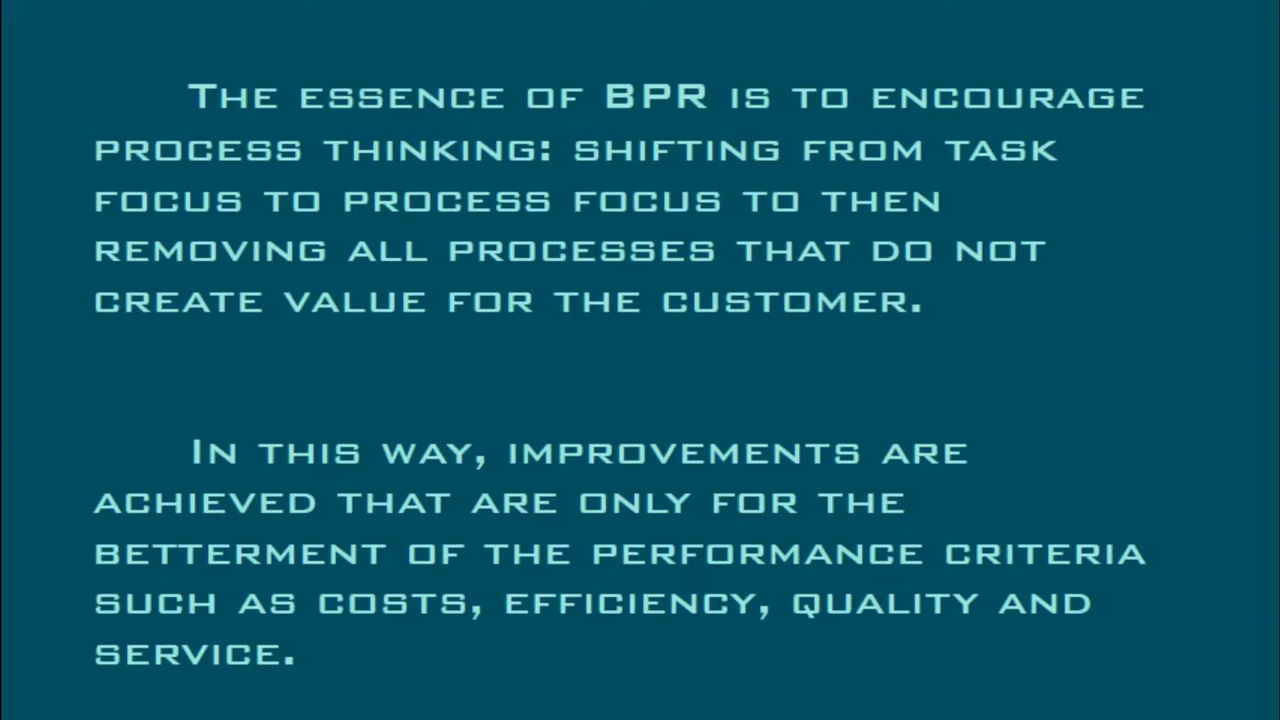 The essence of BPR is to encourage
process thinking: shifting from task
focus to process focus to then
removing all processes that do not
create value for the customer.
In this way, improvements are
achieved that are only for the
betterment of the performance criteria
such as costs, efficiency, quality and
service.